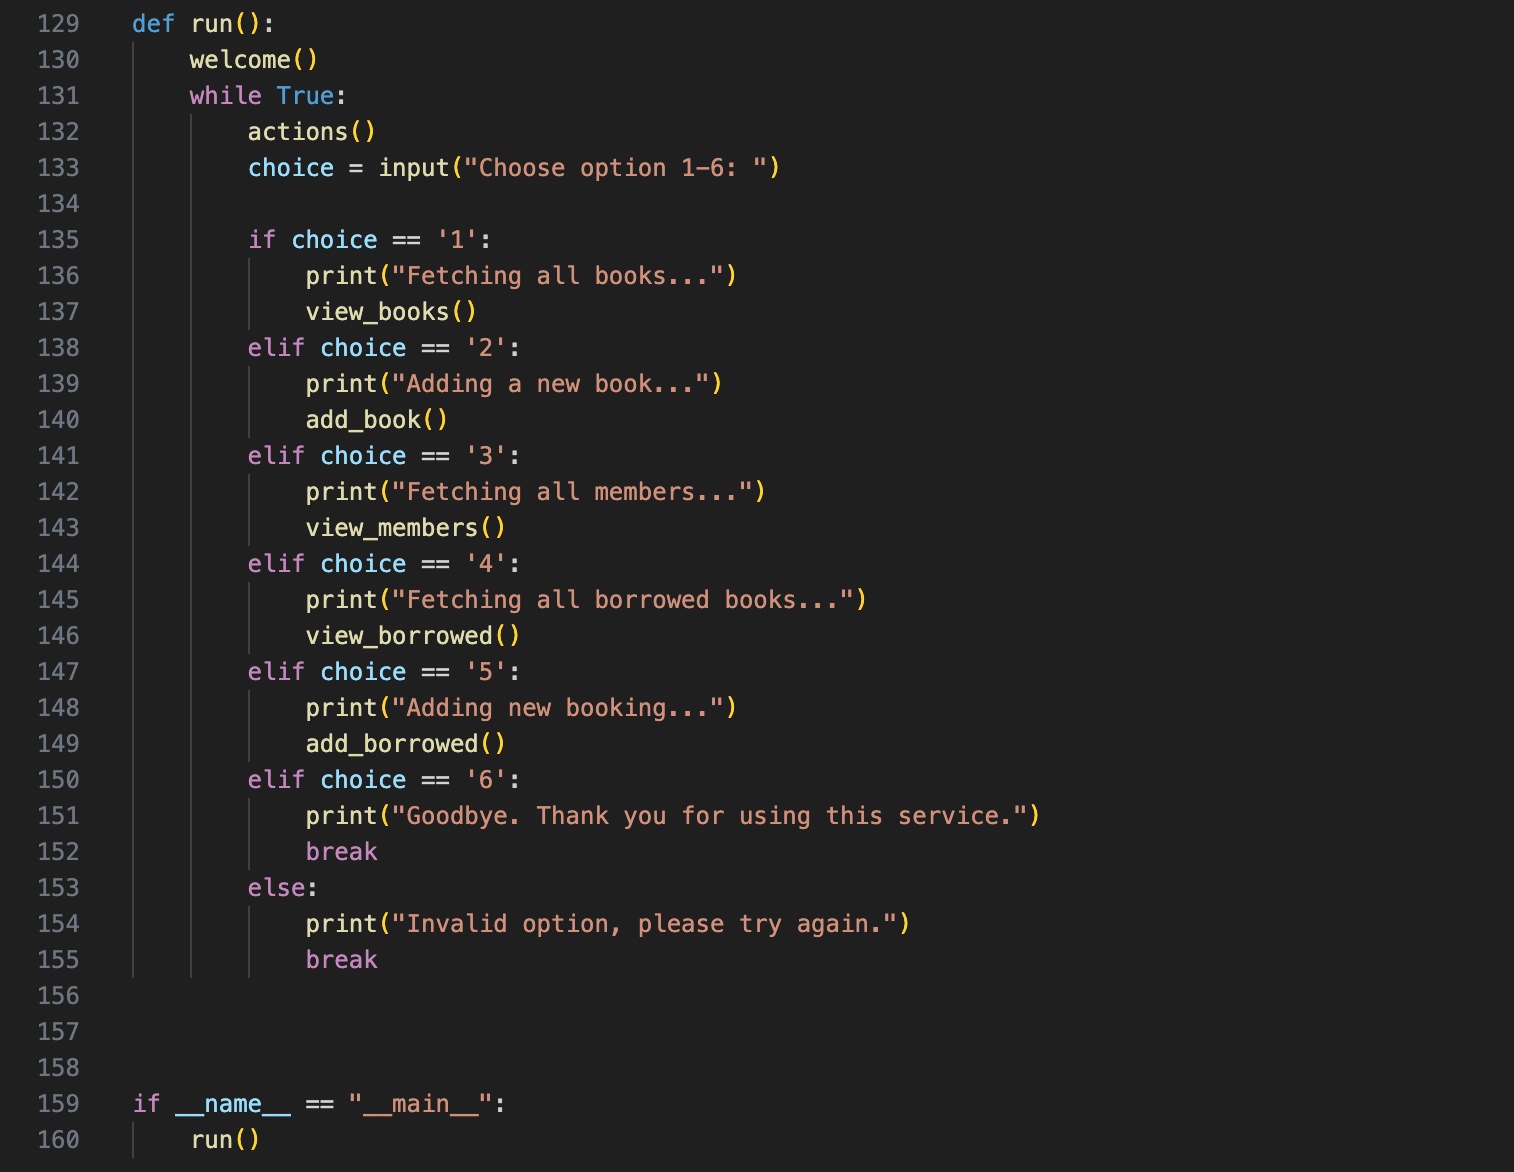 129 def run():
130     welcome()
131     while True:
132         actions()
133         choice = input("Choose option 1-6: ")
134
135         if choice == '1':
136             print("Fetching all books...")
137             view_books()
138         elif choice == '2':
139             print("Adding a new book...")
140             add_book()
141         elif choice == '3':
142             print("Fetching all members...")
143             view_members()
144         elif choice == '4':
145             print("Fetching all borrowed books...")
146             view_borrowed()
147         elif choice == '5':
148             print("Adding new booking...")
149             add_borrowed()
150         elif choice == '6':
151             print("Goodbye. Thank you for using this service.")
152             break
153         else:
154             print("Invalid option, please try again.")
155             break
156
157
158
159 if __name__ == "__main__":
160     run()